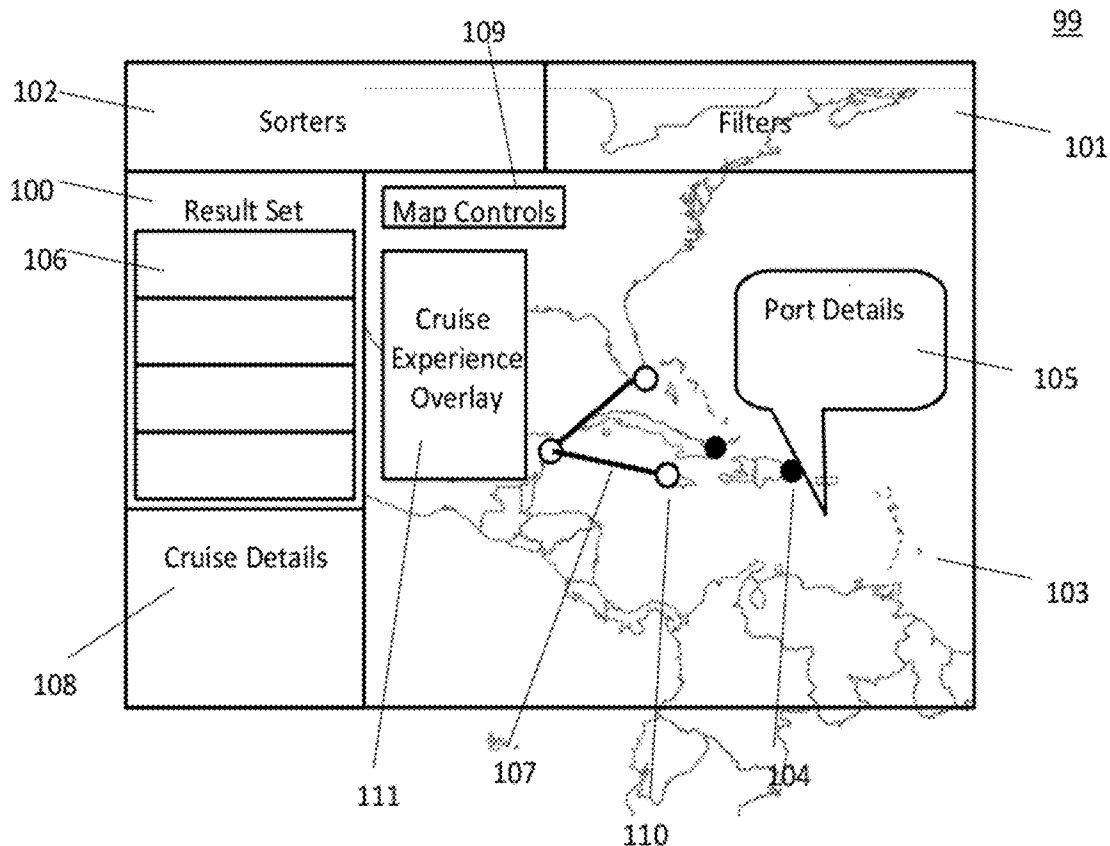 99
109
102
Sorters
Filters
101
100
Result Set
Map Controls
106
Cruise
Experience
Overlay
Port Details
105
Cruise Details
103
108
107
104
111
110